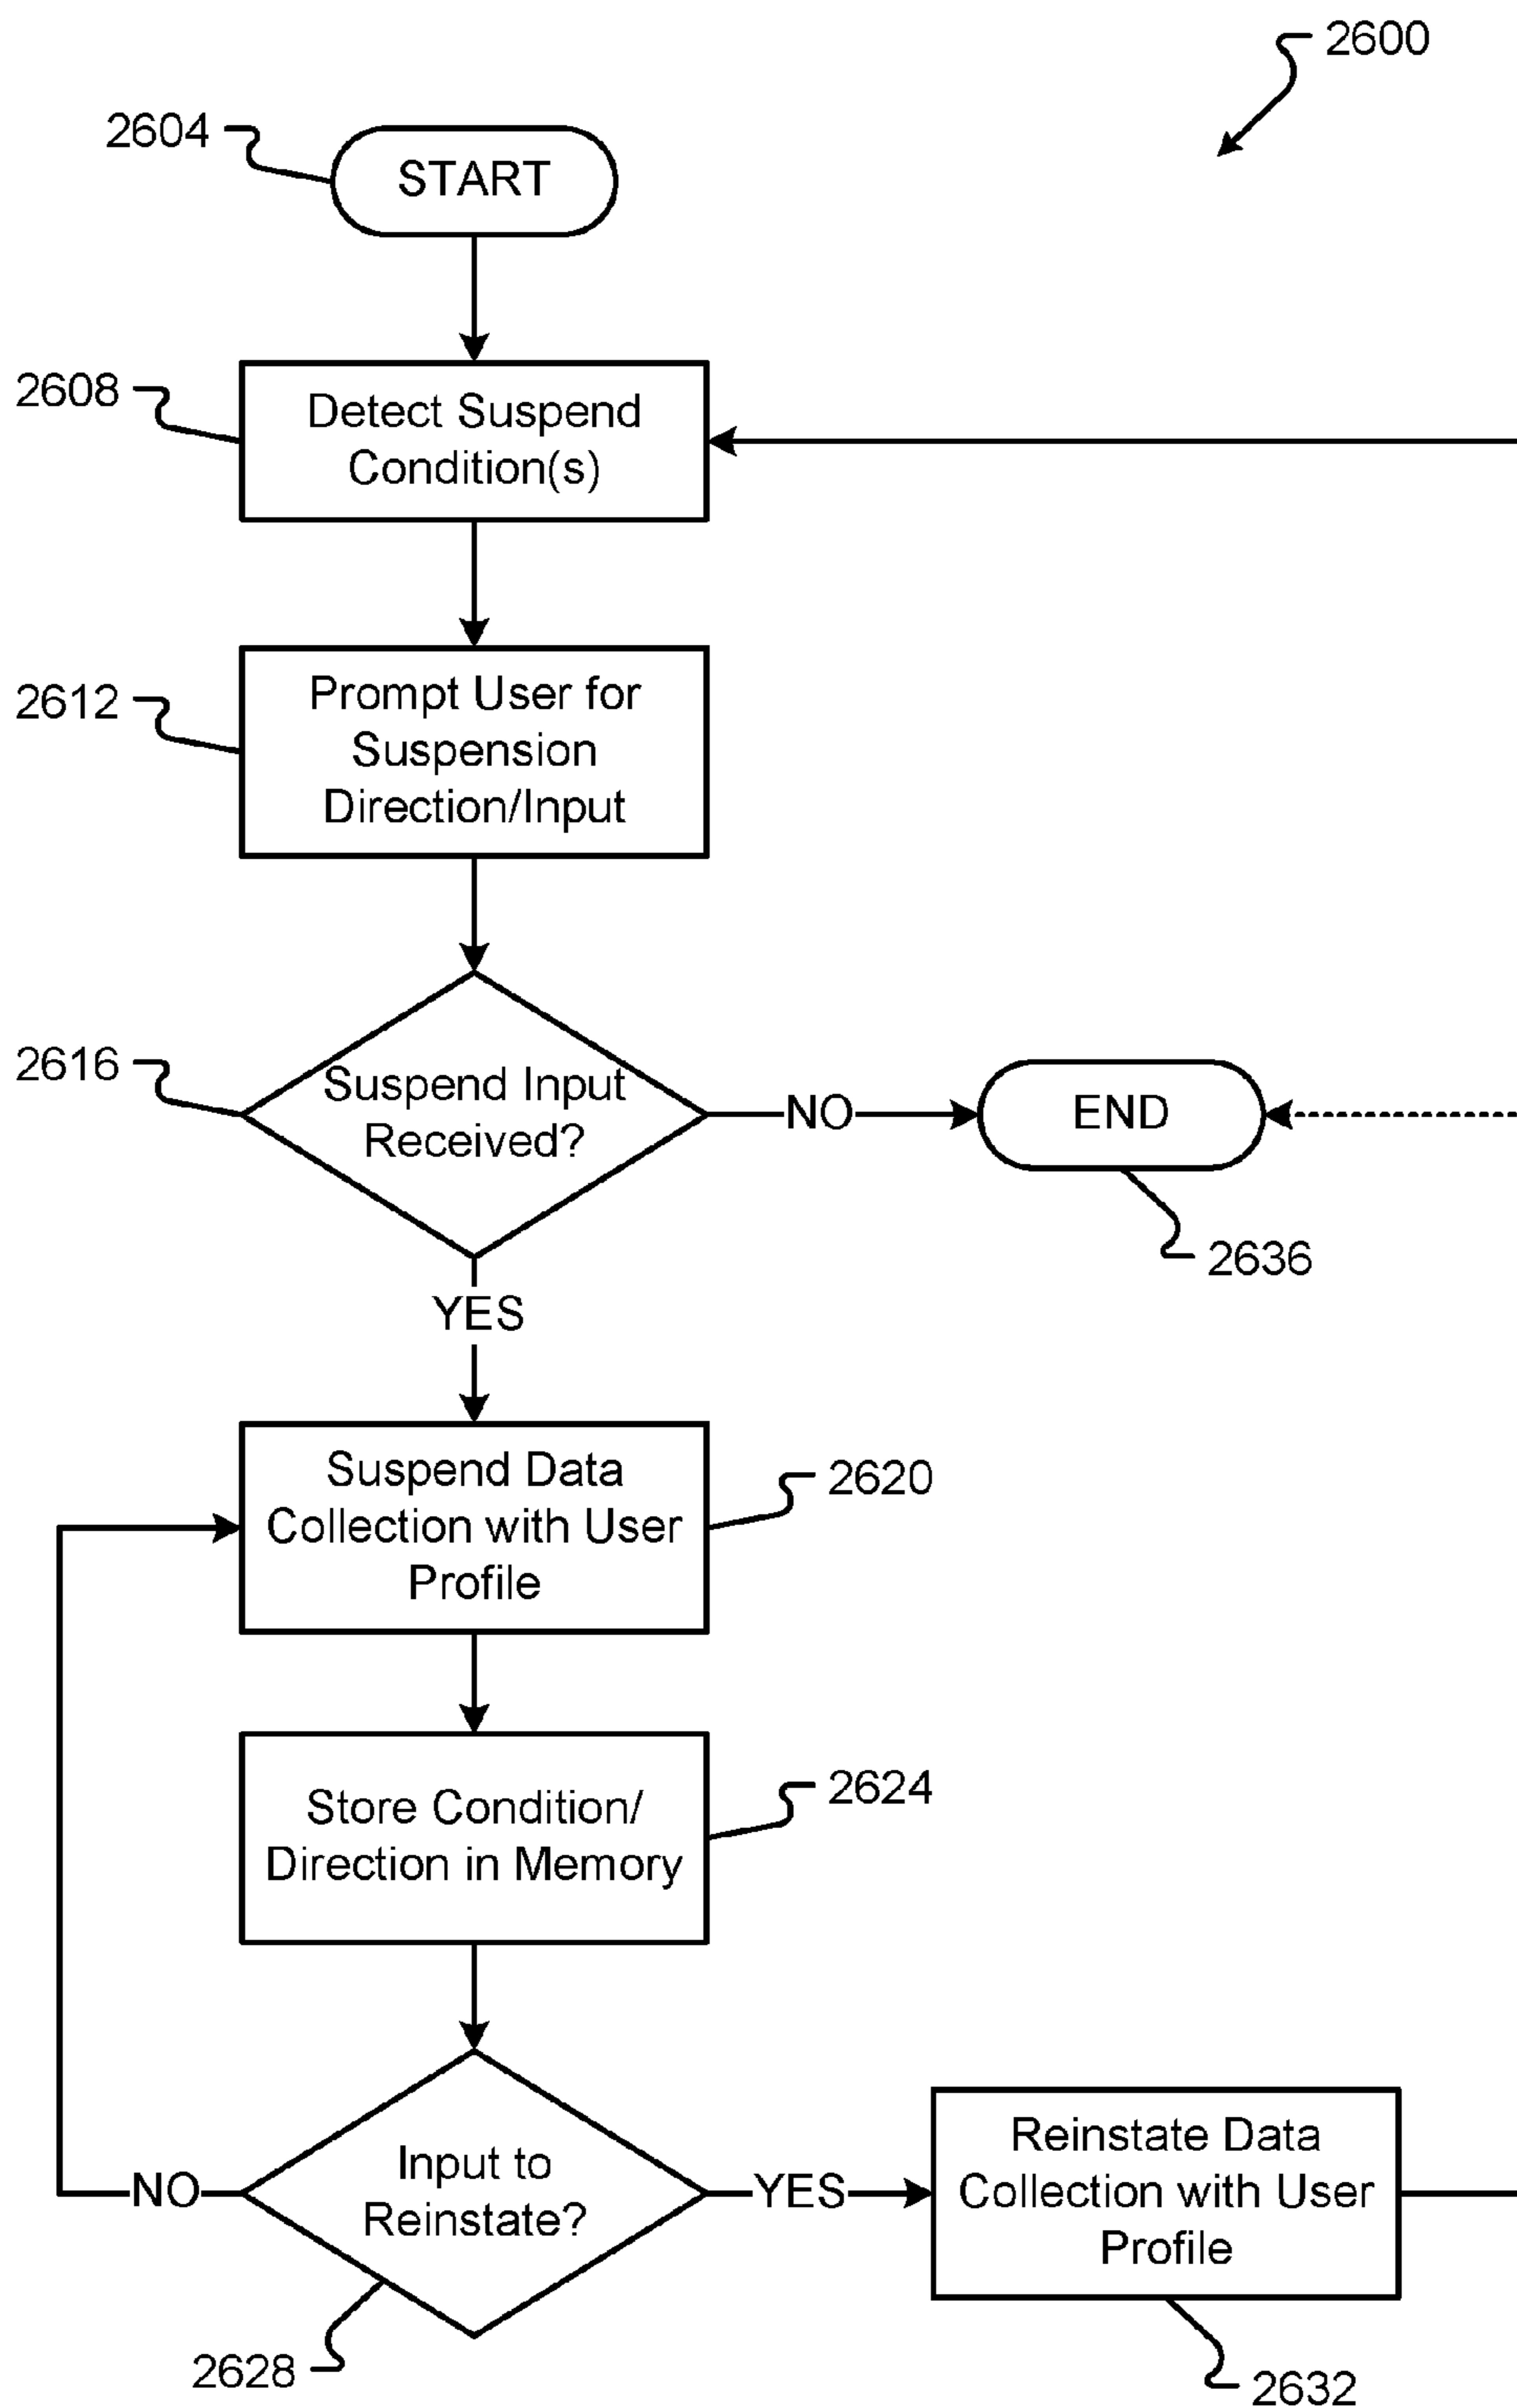 2600
2604
START
2608
Detect Suspend
Condition(s)
2612
Prompt User for
Suspension
Direction/Input
2616
Suspend Input
Received?
NO
END
2636
YES
Suspend Data
Collection with User
Profile
2620
Store Condition/
Direction in Memory
2624
Input to
Reinstate?
NO
YES
Reinstate Data
Collection with User
Profile
2628
2632